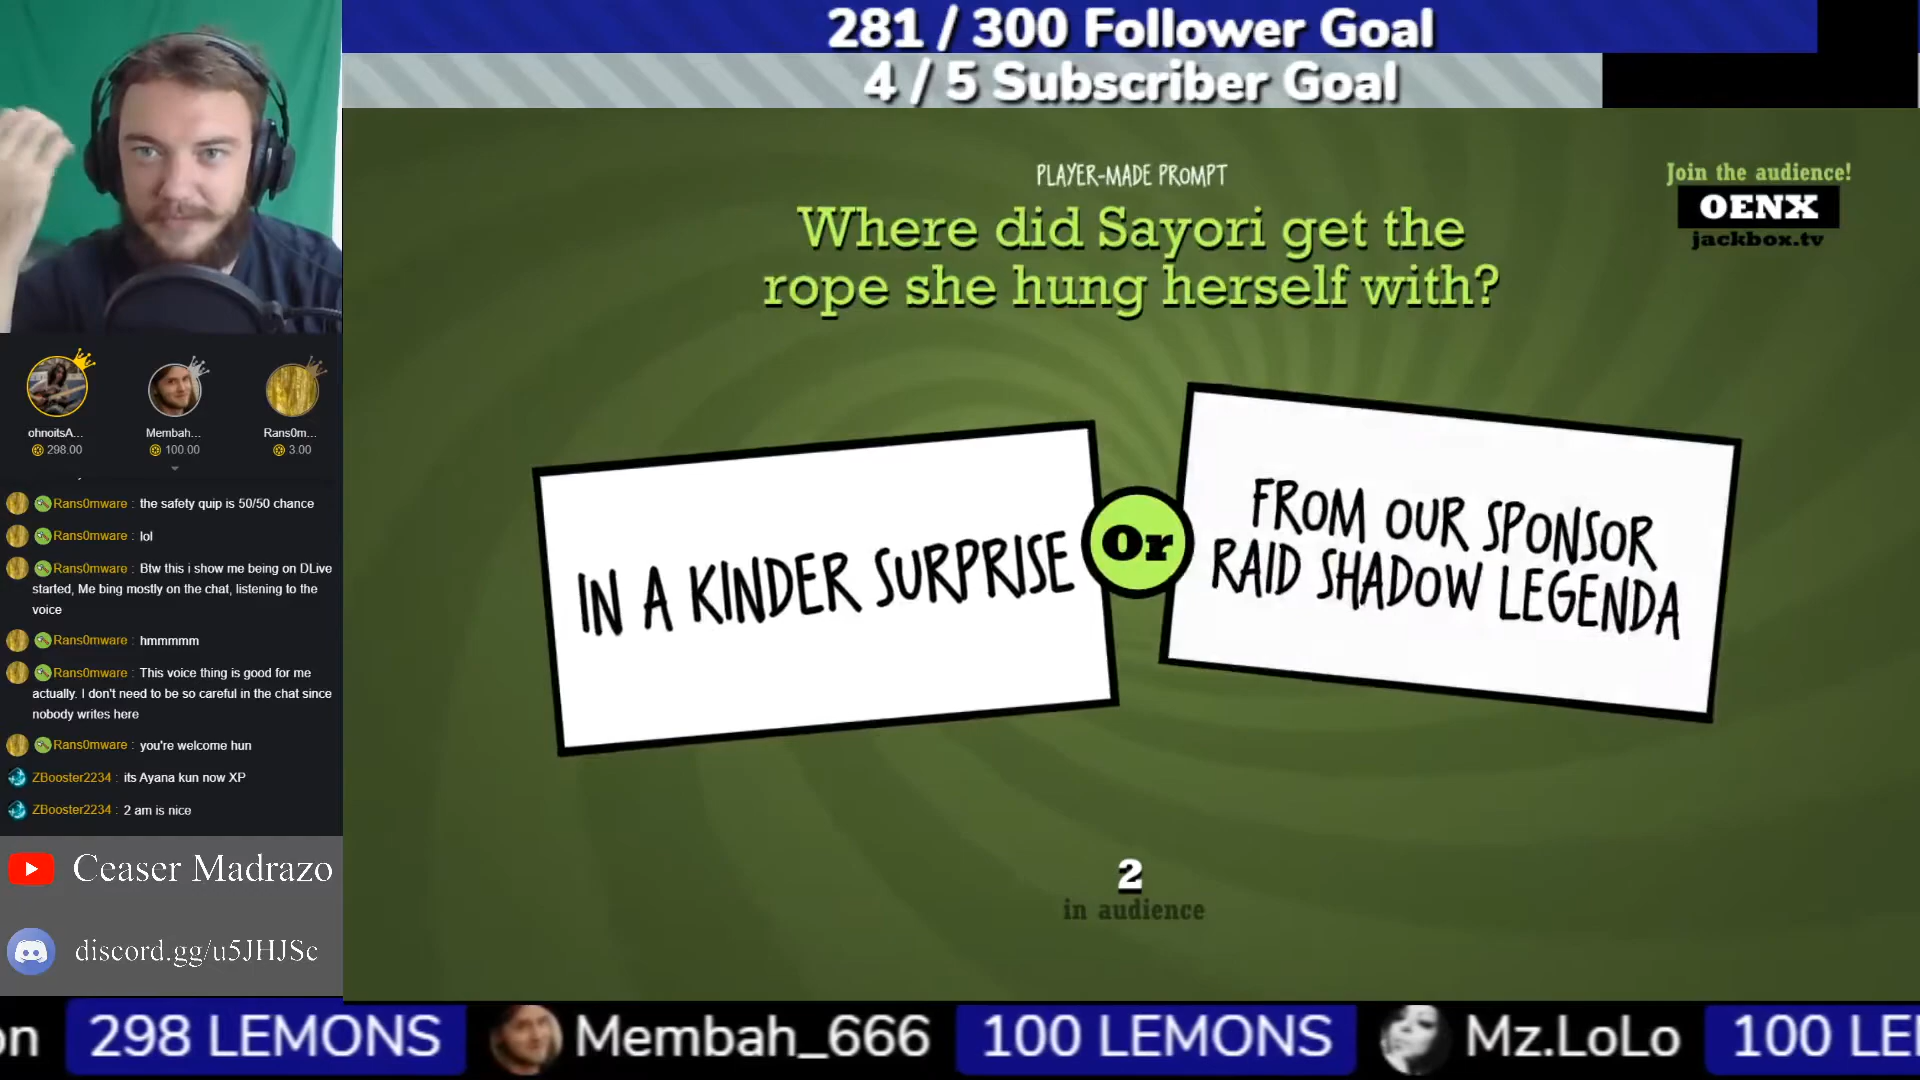 281 / 300 Follower Goal
4 / 5 Subscriber Goal
PLAYER-MADE PROMPT
Where did Sayori get the
rope she hung herself with?
Join the audience!
OENX
jackbox.tv
IN A KINDER SURPRISE
Or
FROM OUR SPONSOR
RAID SHADOW LEGENDA
2
in audience
ohnoitsA...
298.00
Membah...
100.00
Rans0m...
3.00
Rans0mware : the safety quip is 50/50 chance
Rans0mware : lol
Rans0mware : Btw this i show me being on DLive
started, Me bing mostly on the chat, listening to the
voice
Rans0mware : hmmmmm
Rans0mware : This voice thing is good for me
actually. I don't need to be so careful in the chat since
nobody writes here
Rans0mware : you're welcome hun
ZBooster2234 : its Ayana kun now XP
ZBooster2234 : 2 am is nice
Ceaser Madrazo
discord.gg/u5JHJSc
on 298 LEMONS Membah_666 100 LEMONS Mz.LoLo 100 LE